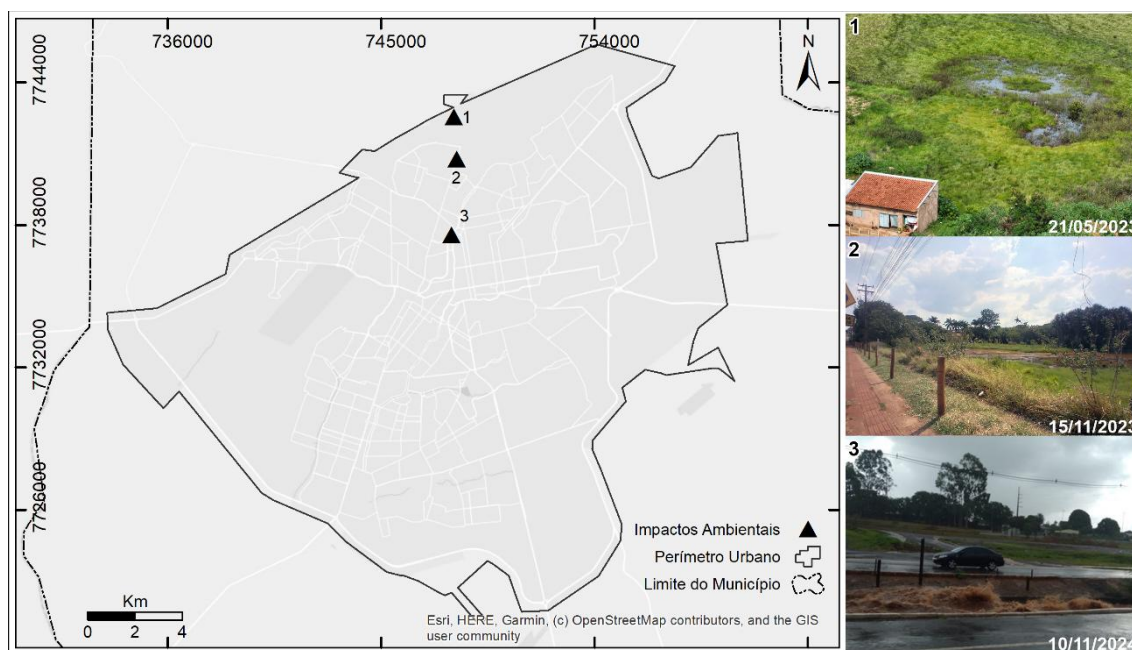 736000
745000
754000
7744000
7738000
7732000
7726000
N
1
2
3
Impactos Ambientais
Perímetro Urbano
Limite do Município
Km
0 2 4
Esri, HERE, Garmin, (c) OpenStreetMap contributors, and the GIS
user community
1
21/05/2023
2
15/11/2023
3
10/11/2024